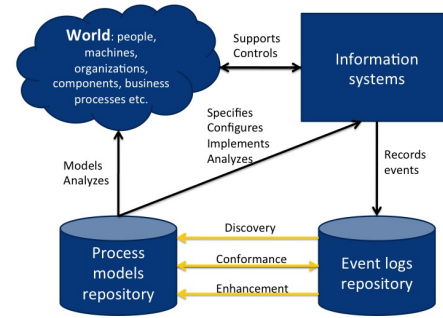 World: people,
machines,
organizations,
components, business
processes etc.
Supports
Controls
Information
systems
Specifies
Configures
Implements
Analyzes
Models
Analyzes
Records
events
Discovery
Conformance
Enhancement
Process
models
repository
Event logs
repository